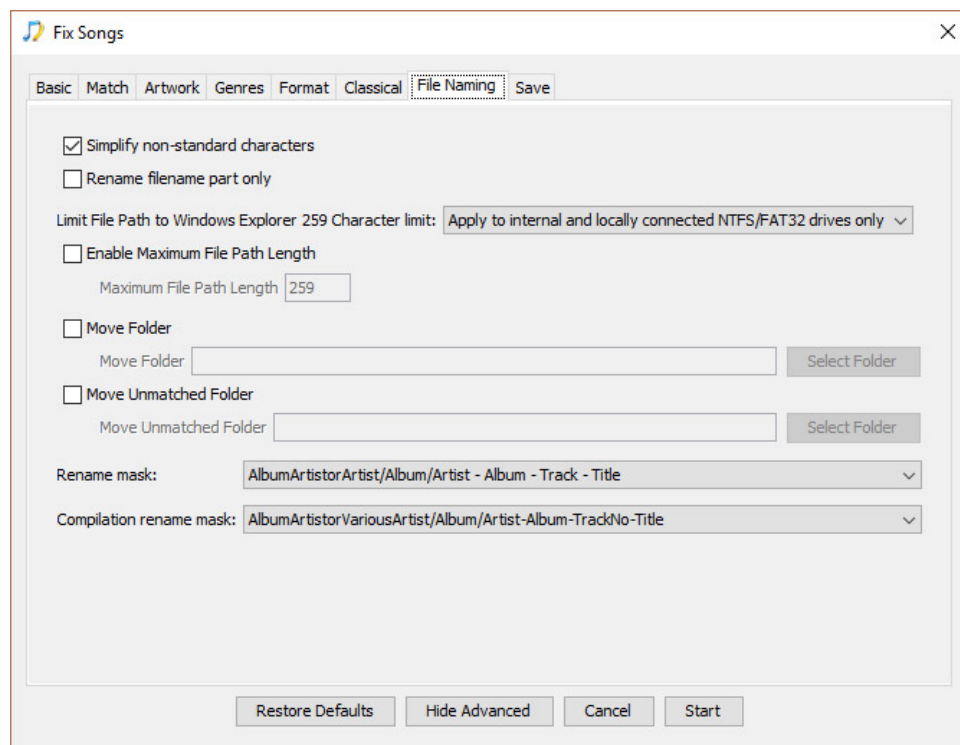 Fix Songs
Basic Match Artwork Genres Format Classical File Naming Save
Simplify non-standard characters
Rename filename part only
Limit File Path to Windows Explorer 259 Character limit: Apply to internal and locally connected NTFS/FAT32 drives only
Enable Maximum File Path Length
Maximum File Path Length 259
Move Folder
Move Folder Select Folder
Move Unmatched Folder
Move Unmatched Folder Select Folder
Rename mask: AlbumArtistorArtist/Album/Artist - Album - Track - Title
Compilation rename mask: AlbumArtistorVariousArtist/Album/Artist-Album-TrackNo-Title
Restore Defaults Hide Advanced Cancel Start